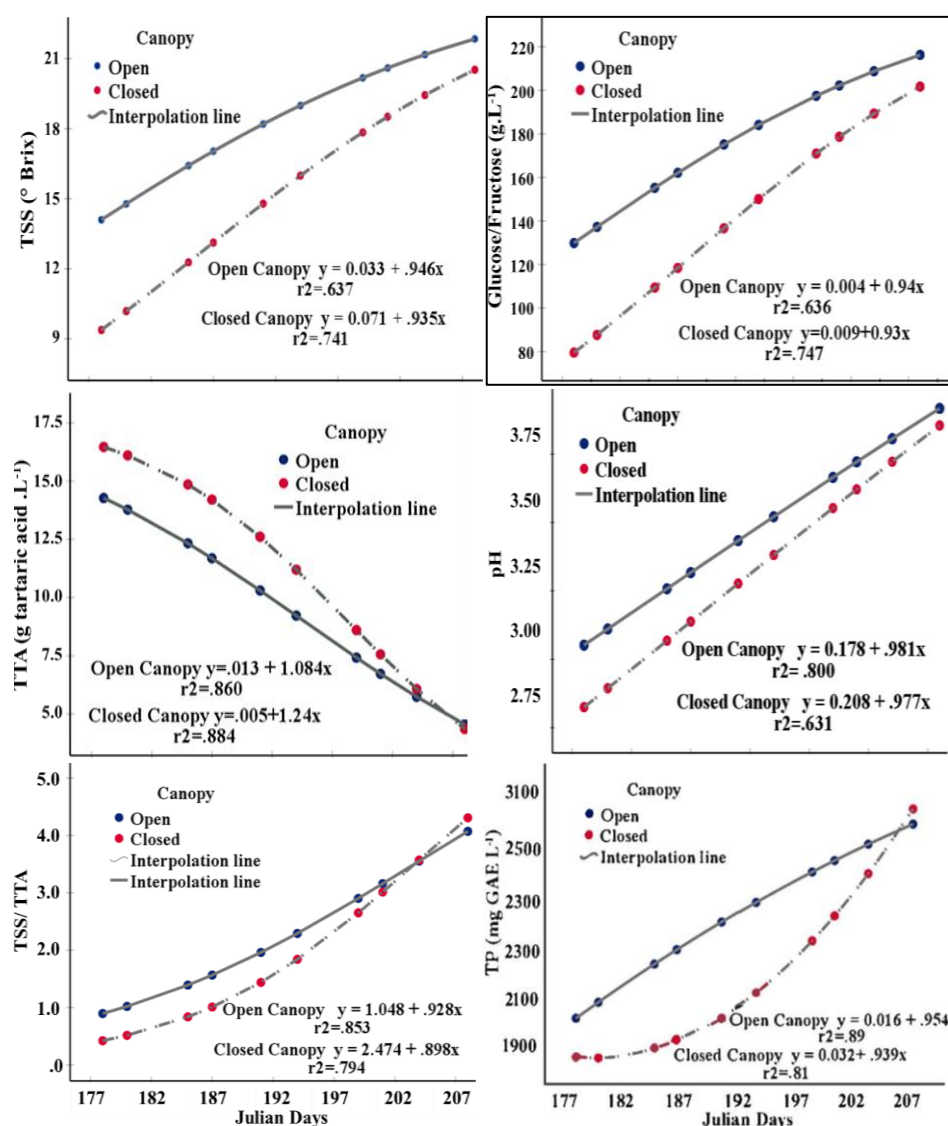 Canopy
Open
Closed
Interpolation line
21
18
15
12
9
TSS (° Brix)
Open Canopy y = 0.033 + .946x
r2=.637
Closed Canopy y = 0.071 + .935x
r2=.741
Canopy
Open
Closed
Interpolation line
220
200
180
160
140
120
100
80
Glucose/Fructose (g.L-1)
Open Canopy y = 0.004 + 0.94x
r2=.636
Closed Canopy y=0.009+0.93x
r2=.747
Canopy
Open
Closed
Interpolation line
17.5
15.0
12.5
10.0
7.5
5.0
TTA (g tartaric acid .L-1)
Open Canopy y=.013 + 1.084x
r2=.860
Closed Canopy y=.005+1.24x
r2=.884
Canopy
Open
Closed
Interpolation line
3.75
3.50
3.25
3.00
2.75
pH
Open Canopy y = 0.178 + .981x
r2= .800
Closed Canopy y = 0.208 + .977x
r2=.631
Canopy
Open
Closed
Interpolation line
Interpolation line
5.0
4.0
3.0
2.0
1.0
.0
TSS/ TTA
Open Canopy y = 1.048 + .928x
r2=.853
Closed Canopy y = 2.474 + .898x
r2=.794
177 182 187 192 197 202 207
Julian Days
Canopy
Open
Closed
Interpolation line
3100
2500
2300
2300
2100
1900
TP (mg GAE L-1)
Open Canopy y = 0.016 + .954
r2=.89
Closed Canopy y = 0.032+ .939x
r2=.81
177 182 187 192 197 202 207
Julian Days